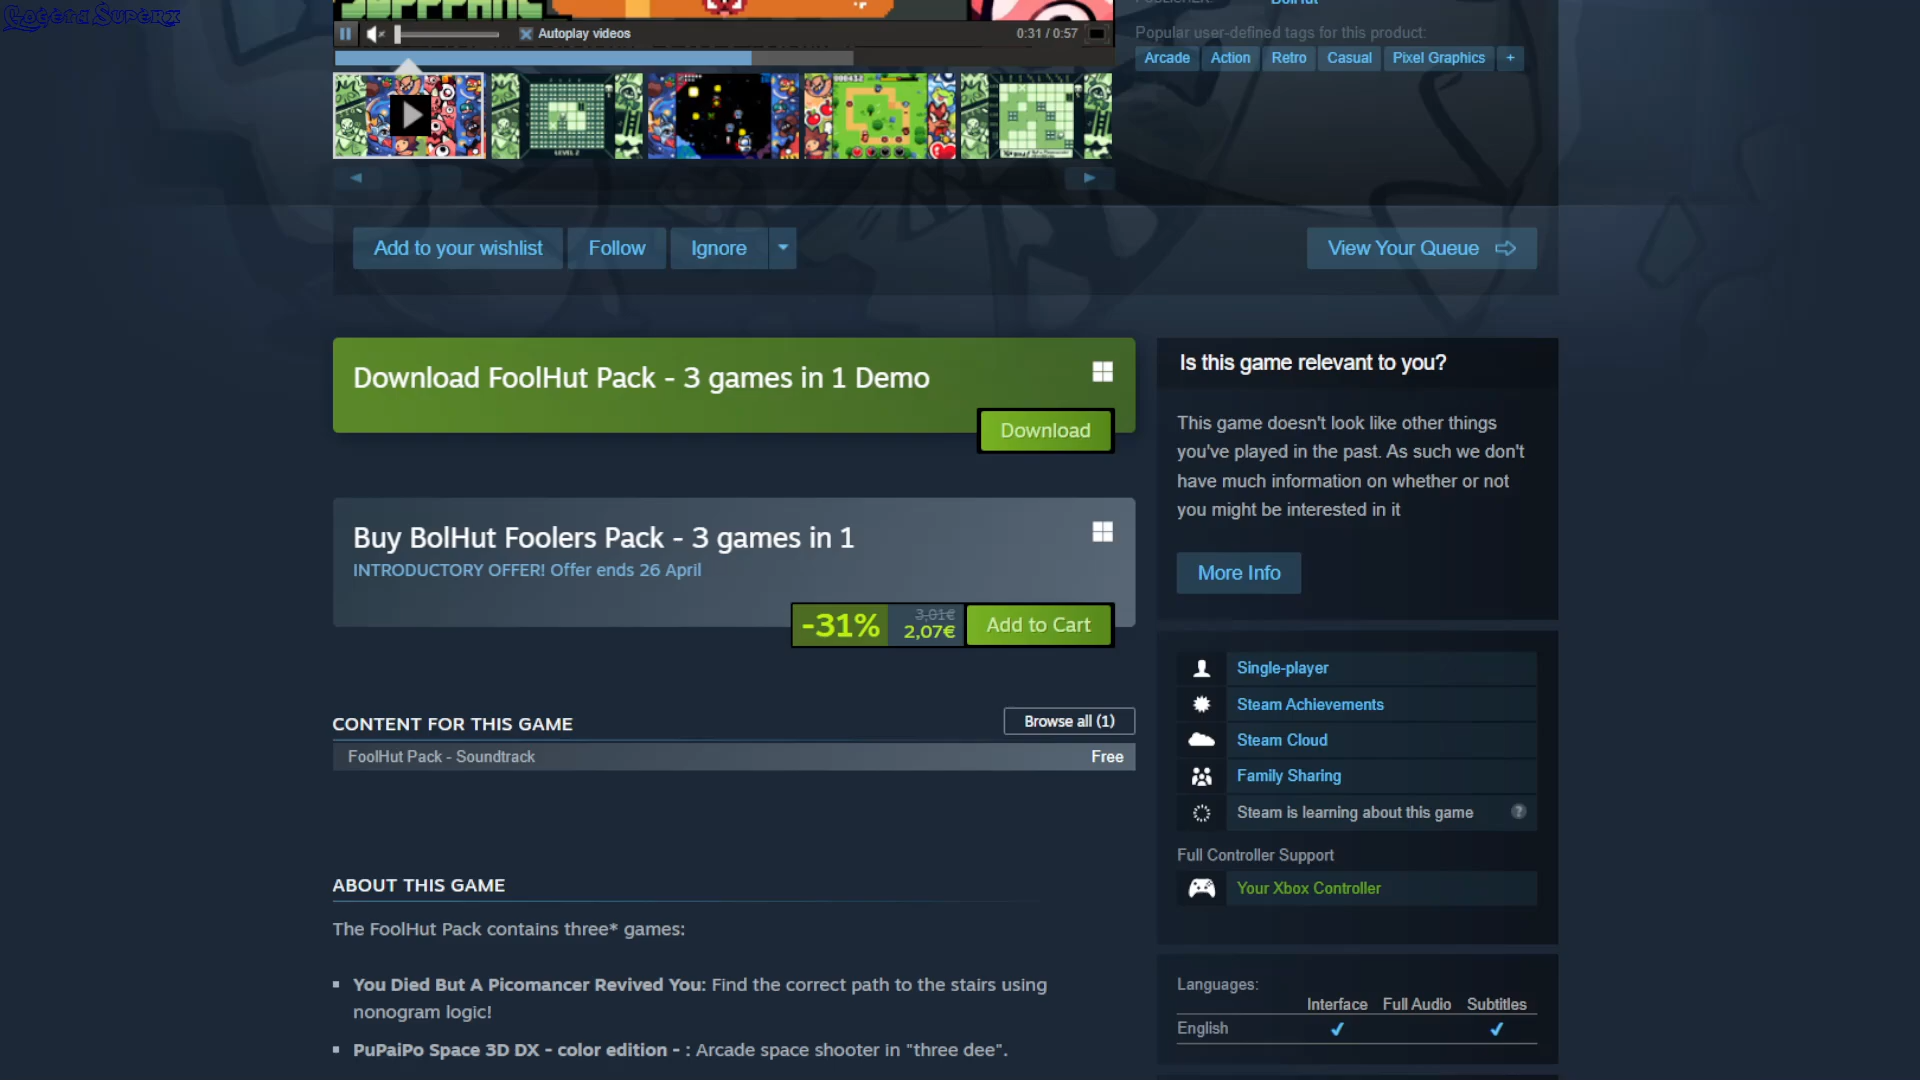 0:31 / 0:57
Autoplay videos
BolHut
Popular user-defined tags for this product:
Arcade
Action
Retro
Casual
Pixel Graphics
+
Add to your wishlist
Follow
Ignore
View Your Queue
Download FoolHut Pack - 3 games in 1 Demo
Download
Buy BolHut Foolers Pack - 3 games in 1
INTRODUCTORY OFFER! Offer ends 26 April
-31%
3,01€
2,07€
Add to Cart
CONTENT FOR THIS GAME
Browse all (1)
FoolHut Pack - Soundtrack
Free
ABOUT THIS GAME
The FoolHut Pack contains three* games:
You Died But A Picomancer Revived You: Find the correct path to the stairs using
nonogram logic!
PuPaiPo Space 3D DX - color edition - : Arcade space shooter in "three dee".
Is this game relevant to you?
This game doesn't look like other things
you've played in the past. As such we don't
have much information on whether or not
you might be interested in it
More Info
Single-player
Steam Achievements
Steam Cloud
Family Sharing
Steam is learning about this game
?
Full Controller Support
Your Xbox Controller
Languages:
Interface
Full Audio
Subtitles
English